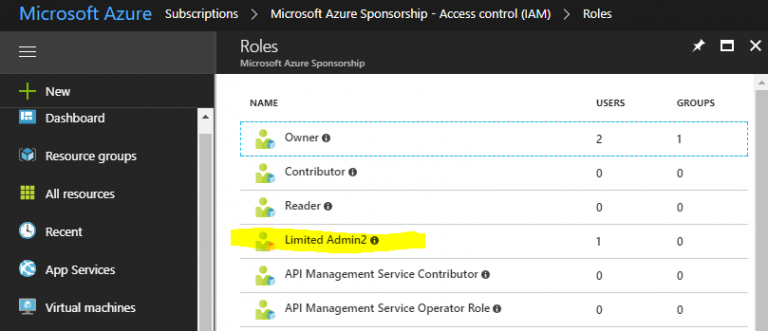 Microsoft Azure Subscriptions > Microsoft Azure Sponsorship - Access control (IAM) > Roles
Roles
Microsoft Azure Sponsorship
New
Dashboard
Resource groups
All resources
Recent
App Services
Virtual machines
NAME USERS GROUPS
Owner 2 1
Contributor 0 0
Reader 0 0
Limited Admin2 1 0
API Management Service Contributor 0 0
API Management Service Operator Role 0 0